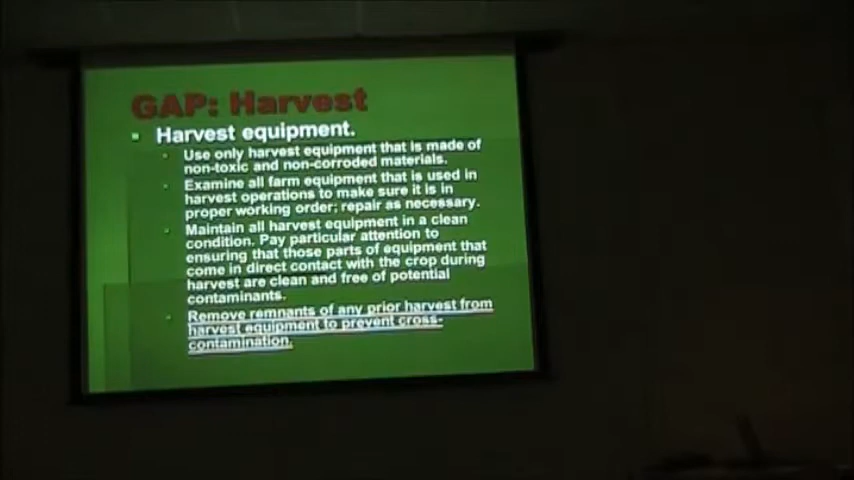 GAP: Harvest
Harvest equipment.
Use only harvest equipment that is made of
non-toxic and non-corroded materials.
Examine all farm equipment that is used in
harvest operations to make sure it is in
proper working order; repair as necessary.
Maintain all harvest equipment in a clean
condition. Pay particular attention to
ensuring that those parts of equipment that
come in direct contact with the crop during
harvest are clean and free of potential
contaminants.
Remove remnants of any prior harvest from
harvest equipment to prevent cross-
contamination.